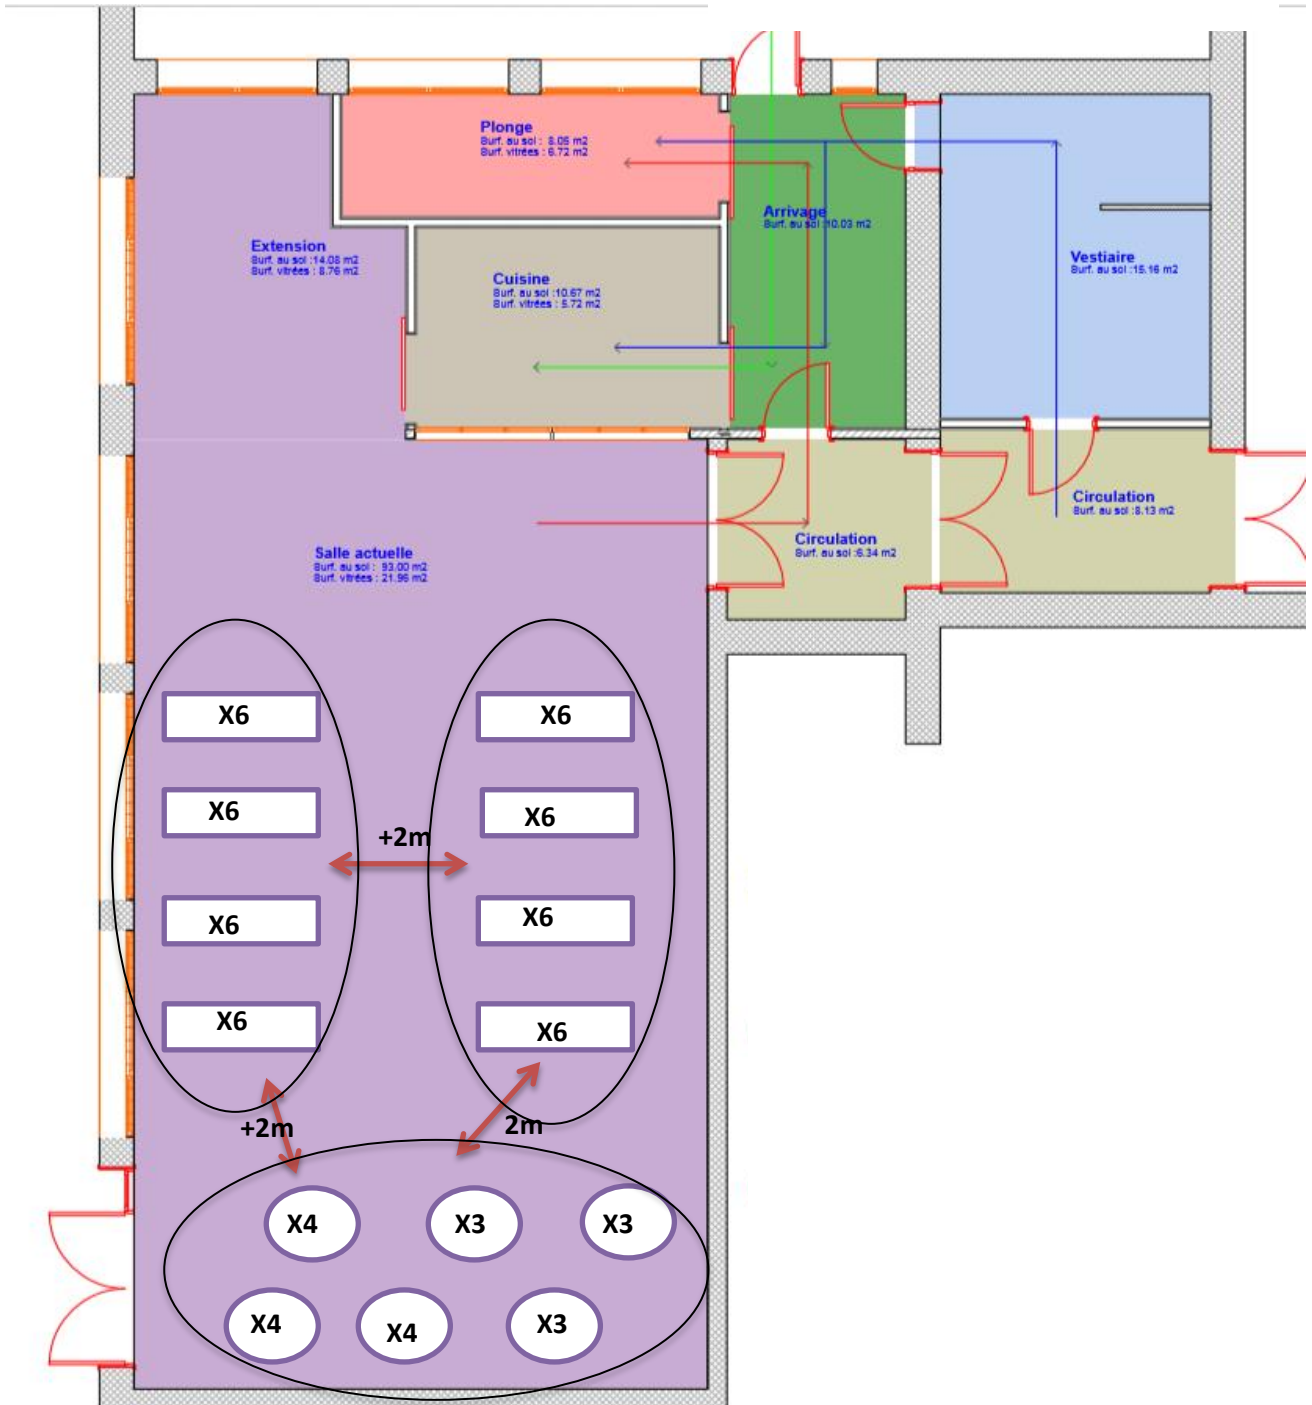 Plonge
Surf. au sol : 8.05 m2
Surf. vitrées : 6.72 m2
Arrivage
Surf. au sol :10.03 m2
Extension
Surf. au sol :14.08 m2
Surf. vitrées : 8.76 m2
Cuisine
Surf. au sol :10.67 m2
Surf. vitrées : 5.72 m2
Vestiaire
Surf. au sol :15.16 m2
Circulation
Surf. au sol :8.13 m2
Circulation
Surf. au sol :6.34 m2
Salle actuelle
Surf. au sol : 93.00 m2
Surf. vitrées : 21.96 m2
X6
X6
X6
X6
+2m
X6
X6
X6
X6
+2m
2m
X4
X3
X3
X4
X4
X3